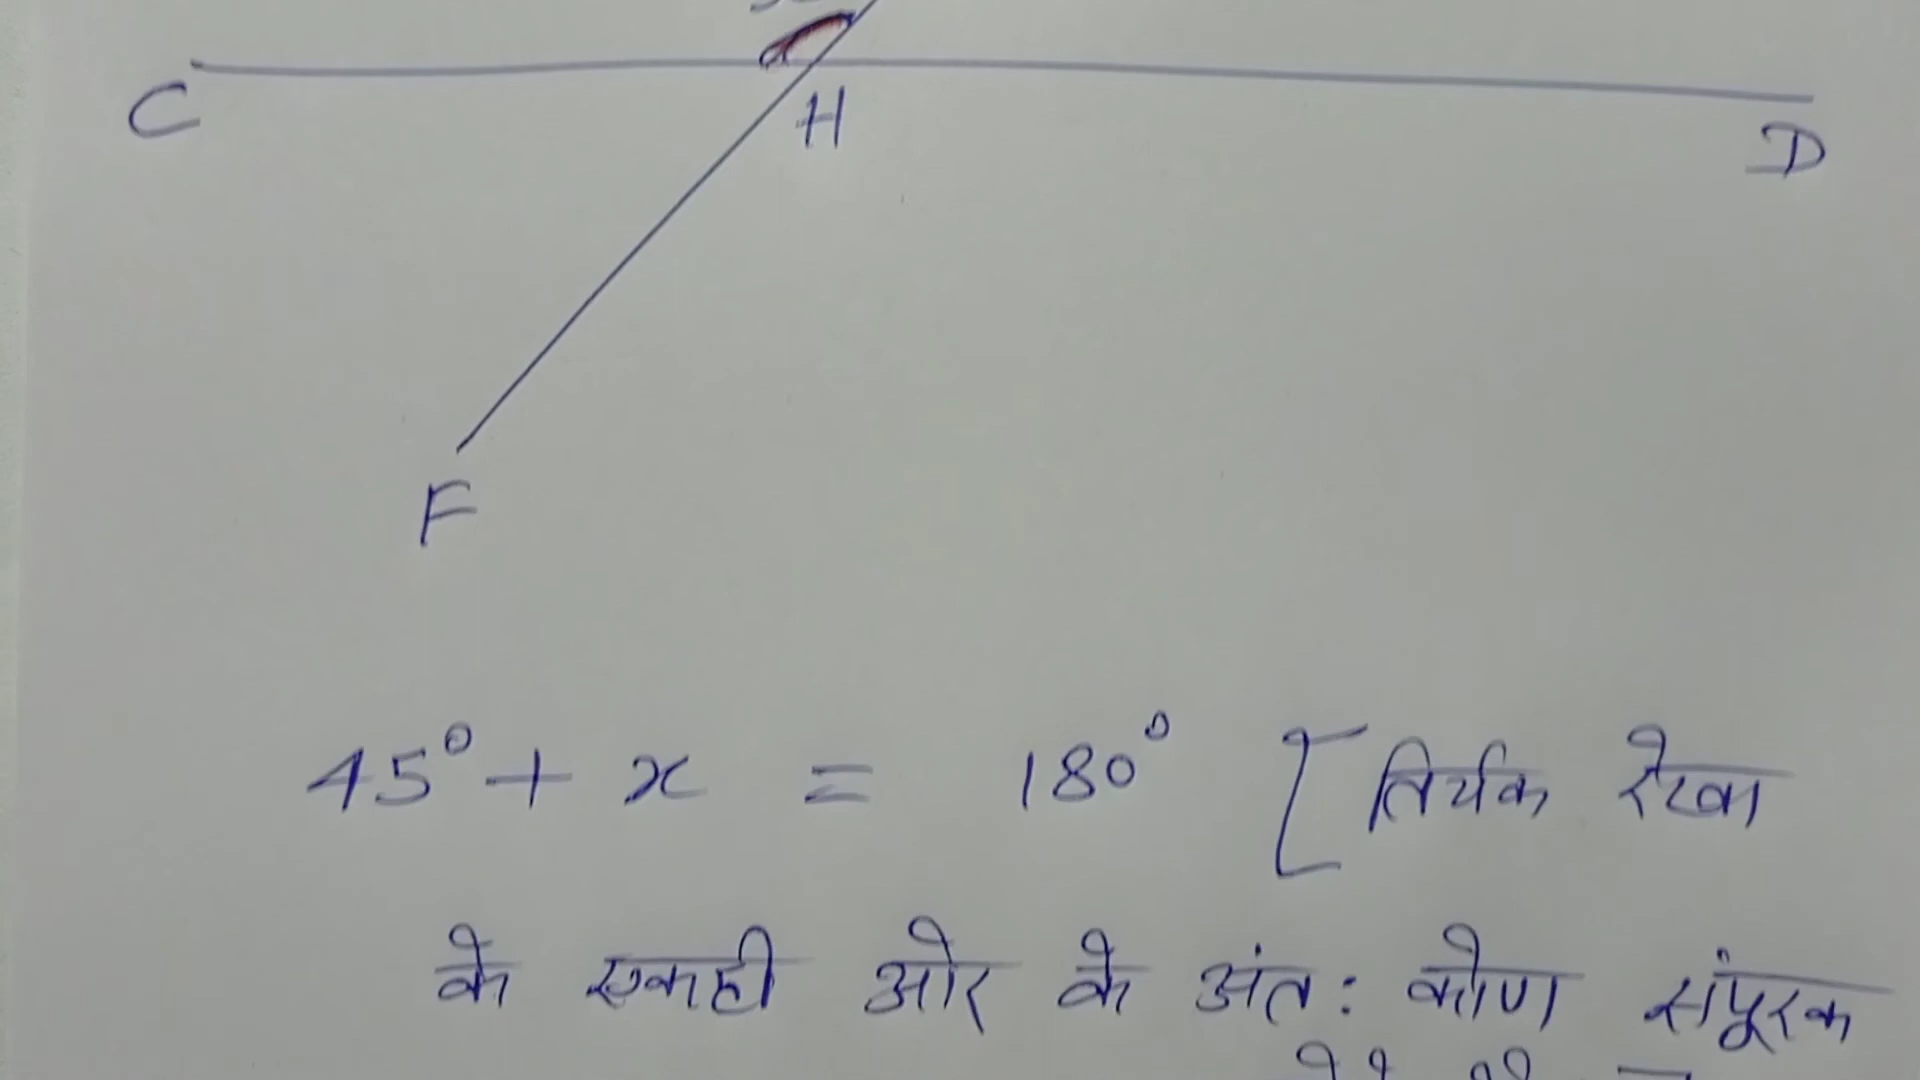 C
H
D
F
45° + x = 180° [तिर्यक रेखा
के एकही ओर के अंत: कोण संपूरक